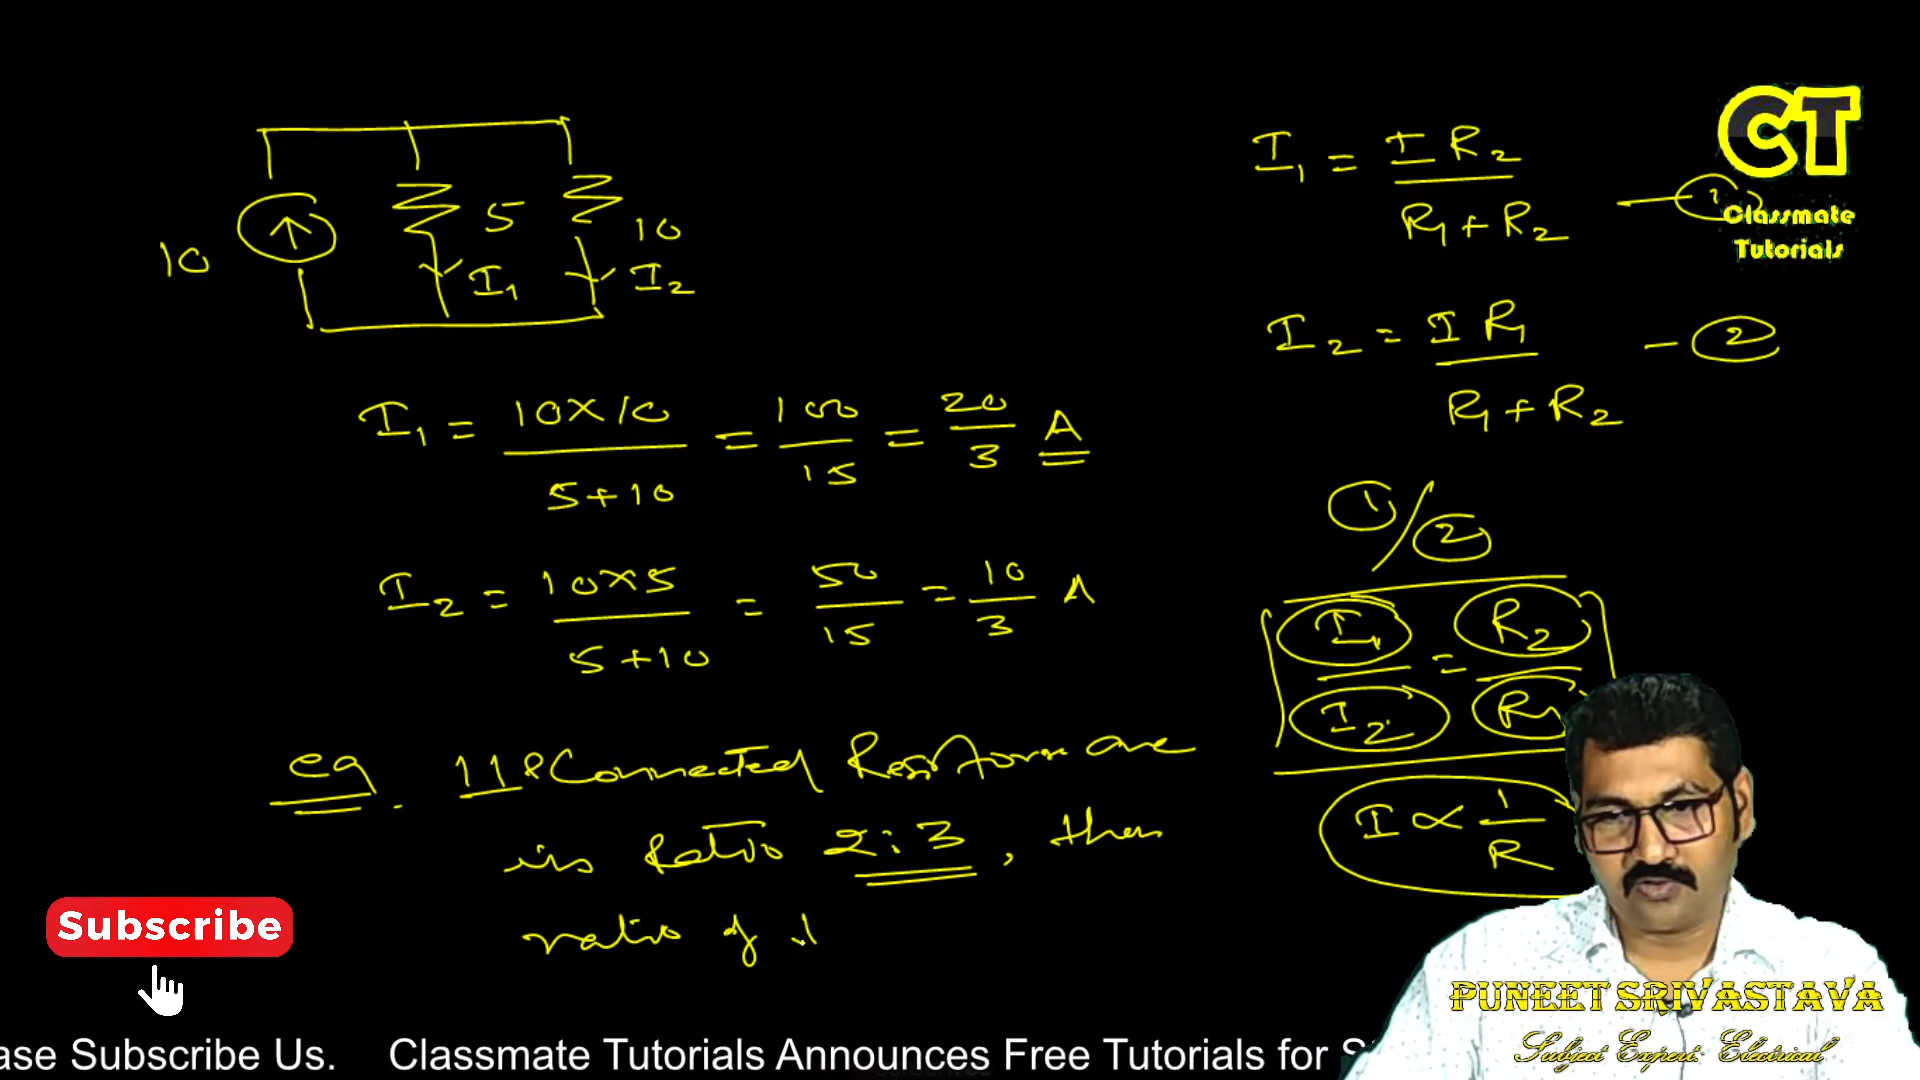 10
5
I₁
10
I₂
I₁ = I R₂ / R₁ + R₂ — ①
I₂ = I R₁ / R₁ + R₂ — ②
CT
Classmate
Tutorials
I₁ = 10×10 / 5+10 = 100 / 15 = 20 / 3 A
I₂ = 10×5 / 5+10 = 50 / 15 = 10 / 3 A
① / ②
I₁ / I₂ = R₂ / R₁
I ∝ 1 / R
eg. 11 Connected Resistors are
in Ratio 2:3, then
ratio of
Subscribe
PUNEET SRIVASTAVA
Subject Expert: Electrical
ase Subscribe Us. Classmate Tutorials Announces Free Tutorials for S